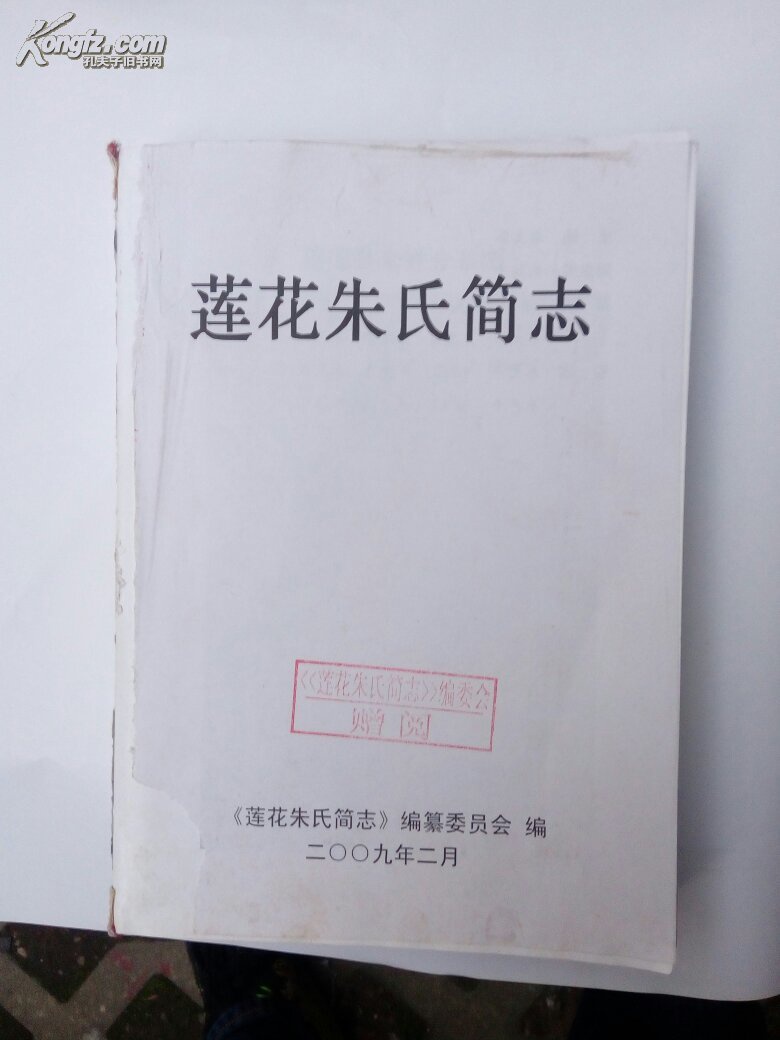 Kongfz.com
孔夫子旧书网
莲花朱氏简志
《莲花朱氏简志》编委会
赠阅
《莲花朱氏简志》编纂委员会 编
二〇〇九年二月